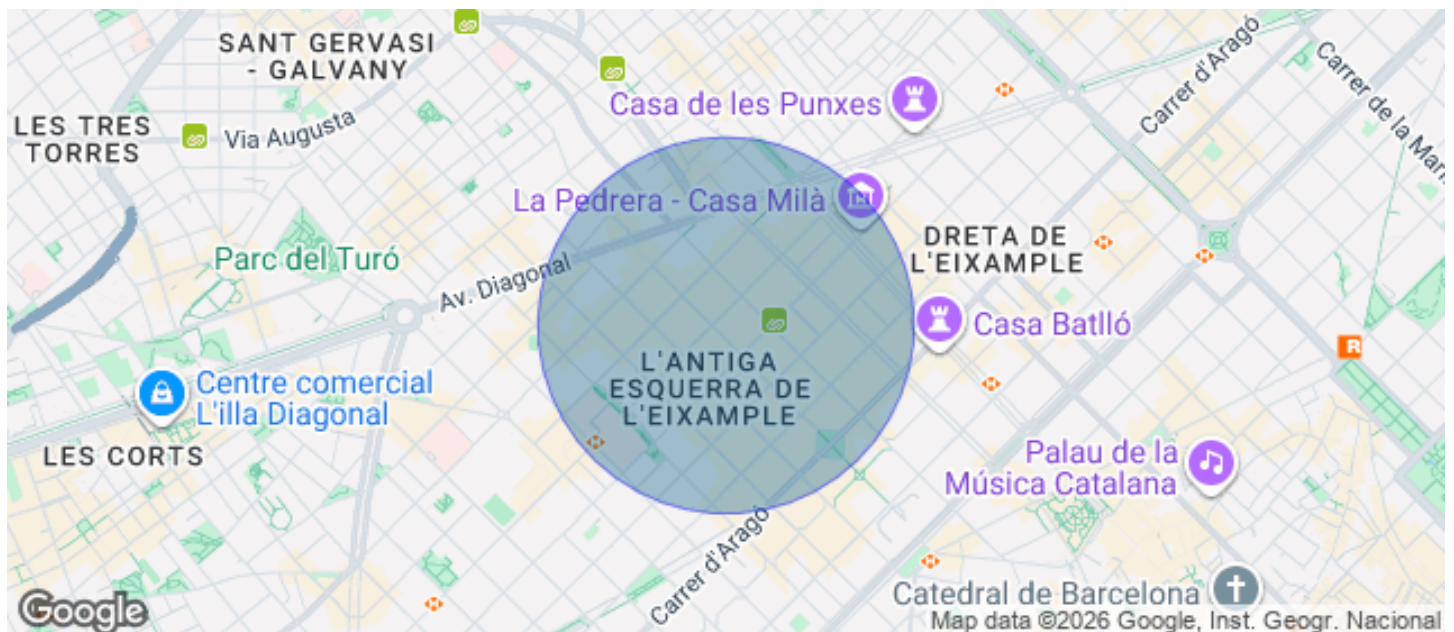 SANT GERVASI
- GALVANY
Casa de les Punxes
Carrer d'Aragó
Carrer de la Mari
LES TRES
TORRES
Via Augusta
La Pedrera - Casa Milà
DRETA DE
L'EIXAMPLE
Parc del Turó
Av. Diagonal
Casa Batlló
L'ANTIGA
ESQUERRA DE
L'EIXAMPLE
R
Centre comercial
L'illa Diagonal
LES CORTS
Palau de la
Música Catalana
Carrer d'Aragó
Catedral de Barcelona
Google
Map data ©2026 Google, Inst. Geogr. Nacional